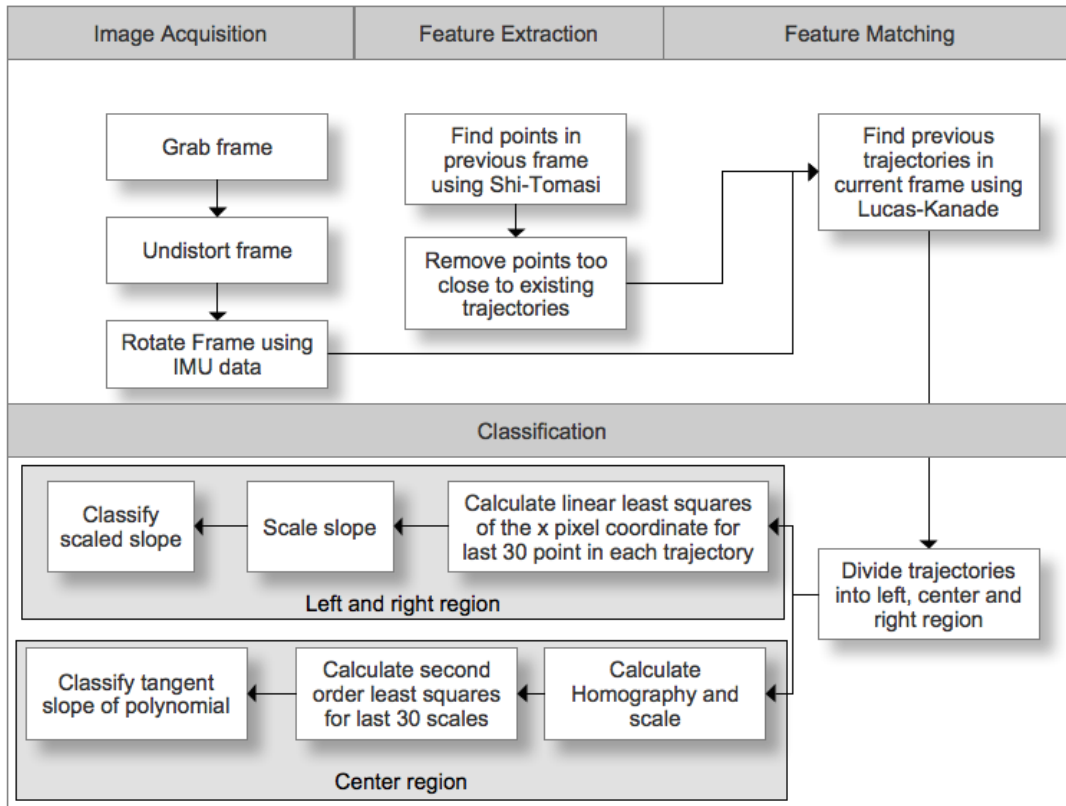 Image Acquisition
Feature Extraction
Feature Matching
Grab frame
Undistort frame
Rotate Frame using
IMU data
Find points in
previous frame
using Shi-Tomasi
Remove points too
close to existing
trajectories
Find previous
trajectories in
current frame using
Lucas-Kanade
Classification
Classify
scaled slope
Scale slope
Calculate linear least squares
of the x pixel coordinate for
last 30 point in each trajectory
Left and right region
Divide trajectories
into left, center and
right region
Classify tangent
slope of polynomial
Calculate second
order least squares
for last 30 scales
Calculate
Homography and
scale
Center region